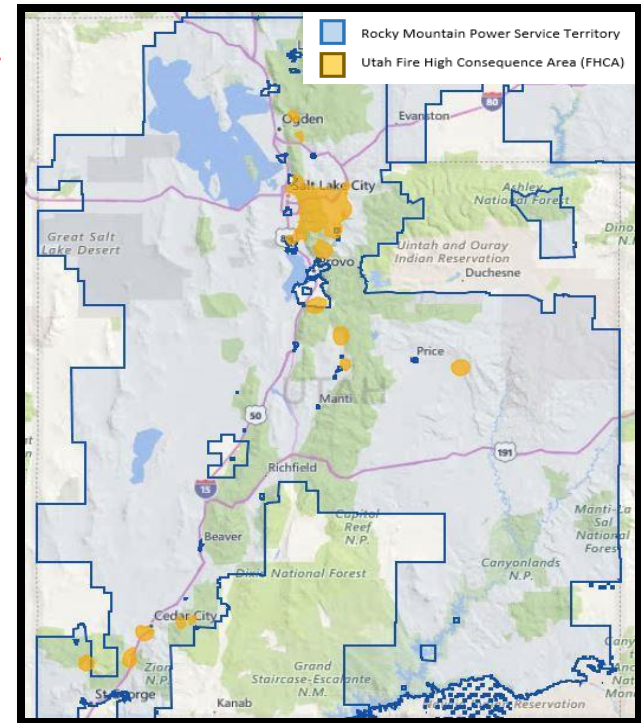 Rocky Mountain Power Service Territory
Utah Fire High Consequence Area (FHCA)
Evanston
80
Ogden
Salt Lake City
Ashley
National Forest
Great Salt
Lake Desert
Uintah and Ouray
Indian Reservation
Duchesne
Provo
Price
UTAH
Manti
50
191
Richfield
15
Capitol
Reef
N.P.
Manti-La
Sal
National
Forest
Beaver
Canyonlands
N.P.
Dixie National Forest
Cedar City
Zion
N.P.
Grand
Staircase-Escalante
N.M.
St George
Kanab
Reservation